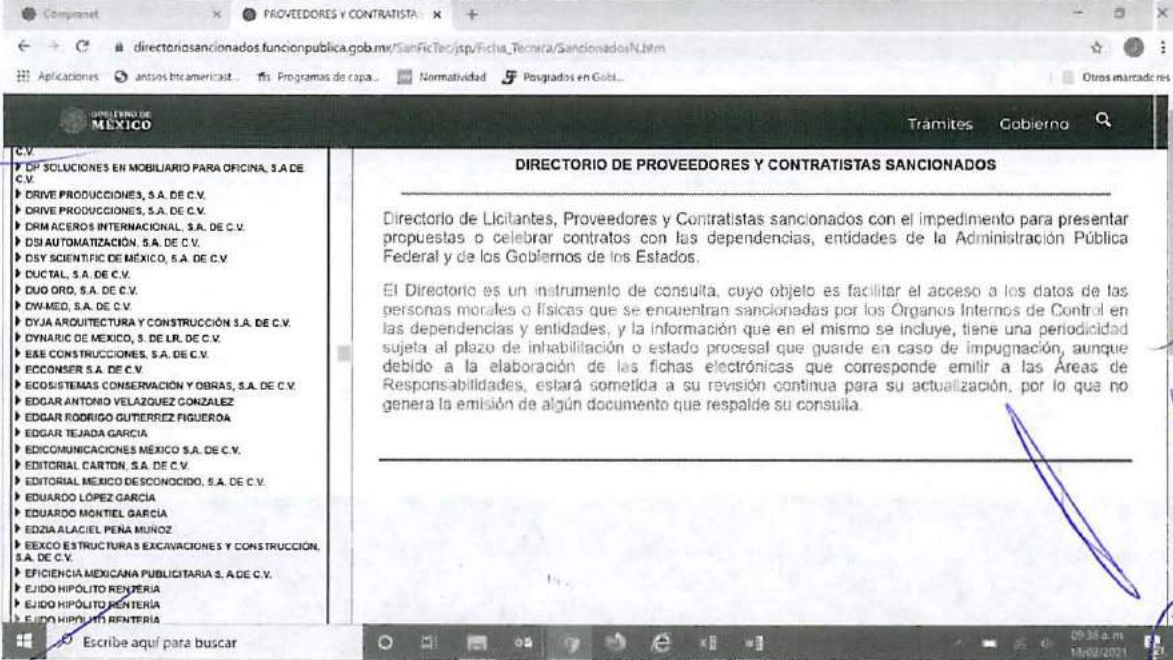 Compranet
PROVEEDORES Y CONTRATISTA
directoriosancionados.funcionpublica.gob.mx/SanFicTec/jsp/Ficha_Tecnica/SancionadosN.htm
Aplicaciones
Programas de capa...
Normatividad
Posgrados en Gobi...
Otros marcadores
GOBIERNO DE
MÉXICO
Trámites Gobierno
C.V.
DP SOLUCIONES EN MOBILIARIO PARA OFICINA, S.A DE
C.V.
DRIVE PRODUCCIONES, S.A. DE C.V.
DRIVE PRODUCCIONES, S.A. DE C.V.
DRM ACEROS INTERNACIONAL, S.A. DE C.V.
DSI AUTOMATIZACIÓN, S.A. DE C.V.
DSY SCIENTIFIC DE MÉXICO, S.A. DE C.V.
DUCTAL, S.A. DE C.V.
DUO ORO, S.A. DE C.V.
DW-MED, S.A. DE C.V.
DYJA ARQUITECTURA Y CONSTRUCCIÓN S.A. DE C.V.
DYNARIC DE MEXICO, S. DE I.R. DE C.V.
E&E CONSTRUCCIONES, S.A. DE C.V.
ECCONSER S.A. DE C.V.
ECOSISTEMAS CONSERVACIÓN Y OBRAS, S.A. DE C.V.
EDGAR ANTONIO VELAZQUEZ GONZALEZ
EDGAR RODRIGO GUTIERREZ FIGUEROA
EDGAR TEJADA GARCIA
EDICOMUNICACIONES MÉXICO S.A. DE C.V.
EDITORIAL CARTON, S.A. DE C.V.
EDITORIAL MEXICO DESCONOCIDO, S.A. DE C.V.
EDUARDO LÓPEZ GARCÍA
EDUARDO MONTIEL GARCÍA
EDZIA ALACIEL PEÑA MUÑOZ
EEXCO ESTRUCTURAS EXCAVACIONES Y CONSTRUCCIÓN,
S.A. DE C.V.
EFICIENCIA MEXICANA PUBLICITARIA S. A DE C.V.
EJIDO HIPÓLITO RENTERÍA
EJIDO HIPÓLITO RENTERÍA
EJIDO HIPÓLITO RENTERÍA
DIRECTORIO DE PROVEEDORES Y CONTRATISTAS SANCIONADOS
Directorio de Licitantes, Proveedores y Contratistas sancionados con el impedimento para presentar
propuestas o celebrar contratos con las dependencias, entidades de la Administración Pública
Federal y de los Gobiernos de los Estados.
El Directorio es un instrumento de consulta, cuyo objeto es facilitar el acceso a los datos de las
personas morales o físicas que se encuentran sancionadas por los Órganos Internos de Control en
las dependencias y entidades, y la información que en el mismo se incluye, tiene una periodicidad
sujeta al plazo de inhabilitación o estado procesal que guarde en caso de impugnación, aunque
debido a la elaboración de las fichas electrónicas que corresponde emitir a las Áreas de
Responsabilidades, estará sometida a su revisión continua para su actualización, por lo que no
genera la emisión de algún documento que respalde su consulta.
Escribe aquí para buscar
09:38 a. m.
18/02/2021